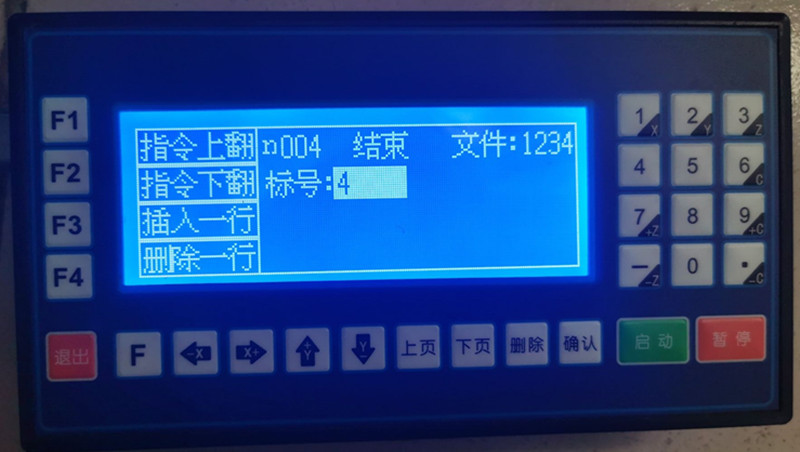 F1
F2
F3
F4
指令上翻 n004 结束 文件:1234
指令下翻 标号:4
插入一行
删除一行
1 X 2 Y 3 Z
4 5 6 C
7 +Z 8 9 +C
— -Z 0 . -C
退出 F -X X+ Y Y- 上页 下页 删除 确认 启动 暂停